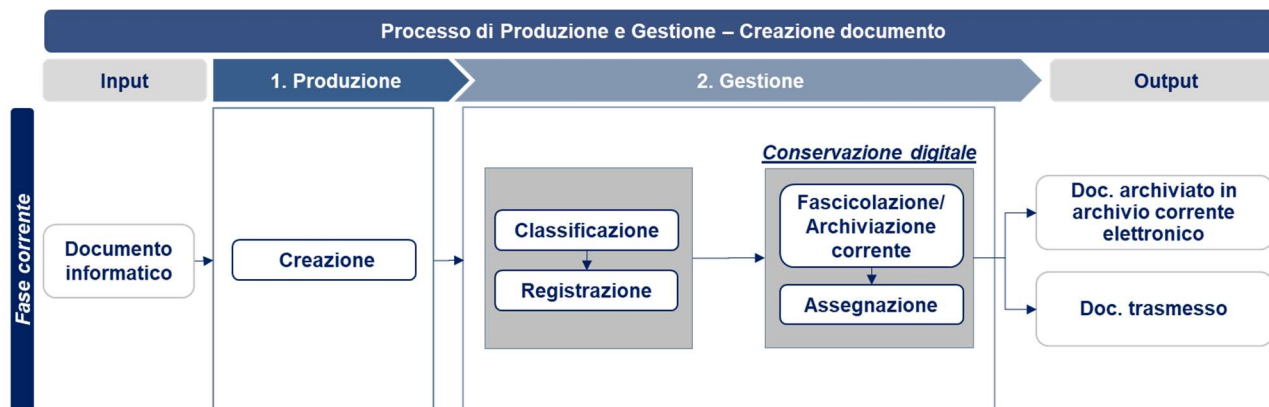 Processo di Produzione e Gestione – Creazione documento
Input
1. Produzione
2. Gestione
Output
Fase corrente
Documento
informatico
Creazione
Classificazione
Registrazione
Conservazione digitale
Fascicolazione/
Archiviazione
corrente
Assegnazione
Doc. archiviato in
archivio corrente
elettronico
Doc. trasmesso